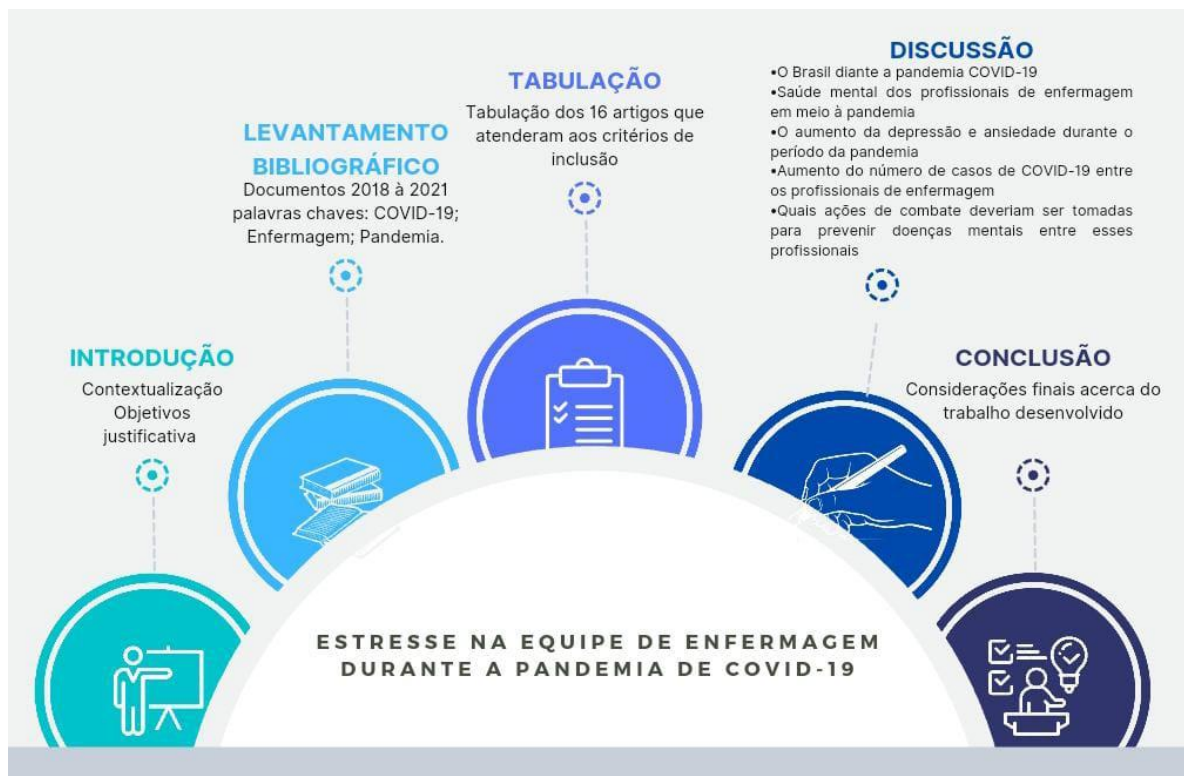 INTRODUÇÃO
Contextualização
Objetivos
justificativa
LEVANTAMENTO
BIBLIOGRÁFICO
Documentos 2018 à 2021
palavras chaves: COVID-19;
Enfermagem; Pandemia.
TABULAÇÃO
Tabulação dos 16 artigos que
atenderam aos critérios de
inclusão
DISCUSSÃO
•O Brasil diante a pandemia COVID-19
•Saúde mental dos profissionais de enfermagem
em meio à pandemia
•O aumento da depressão e ansiedade durante o
período da pandemia
•Aumento do número de casos de COVID-19 entre
os profissionais de enfermagem
•Quais ações de combate deveriam ser tomadas
para prevenir doenças mentais entre esses
profissionais
CONCLUSÃO
Considerações finais acerca do
trabalho desenvolvido
ESTRESSE NA EQUIPE DE ENFERMAGEM
DURANTE A PANDEMIA DE COVID-19